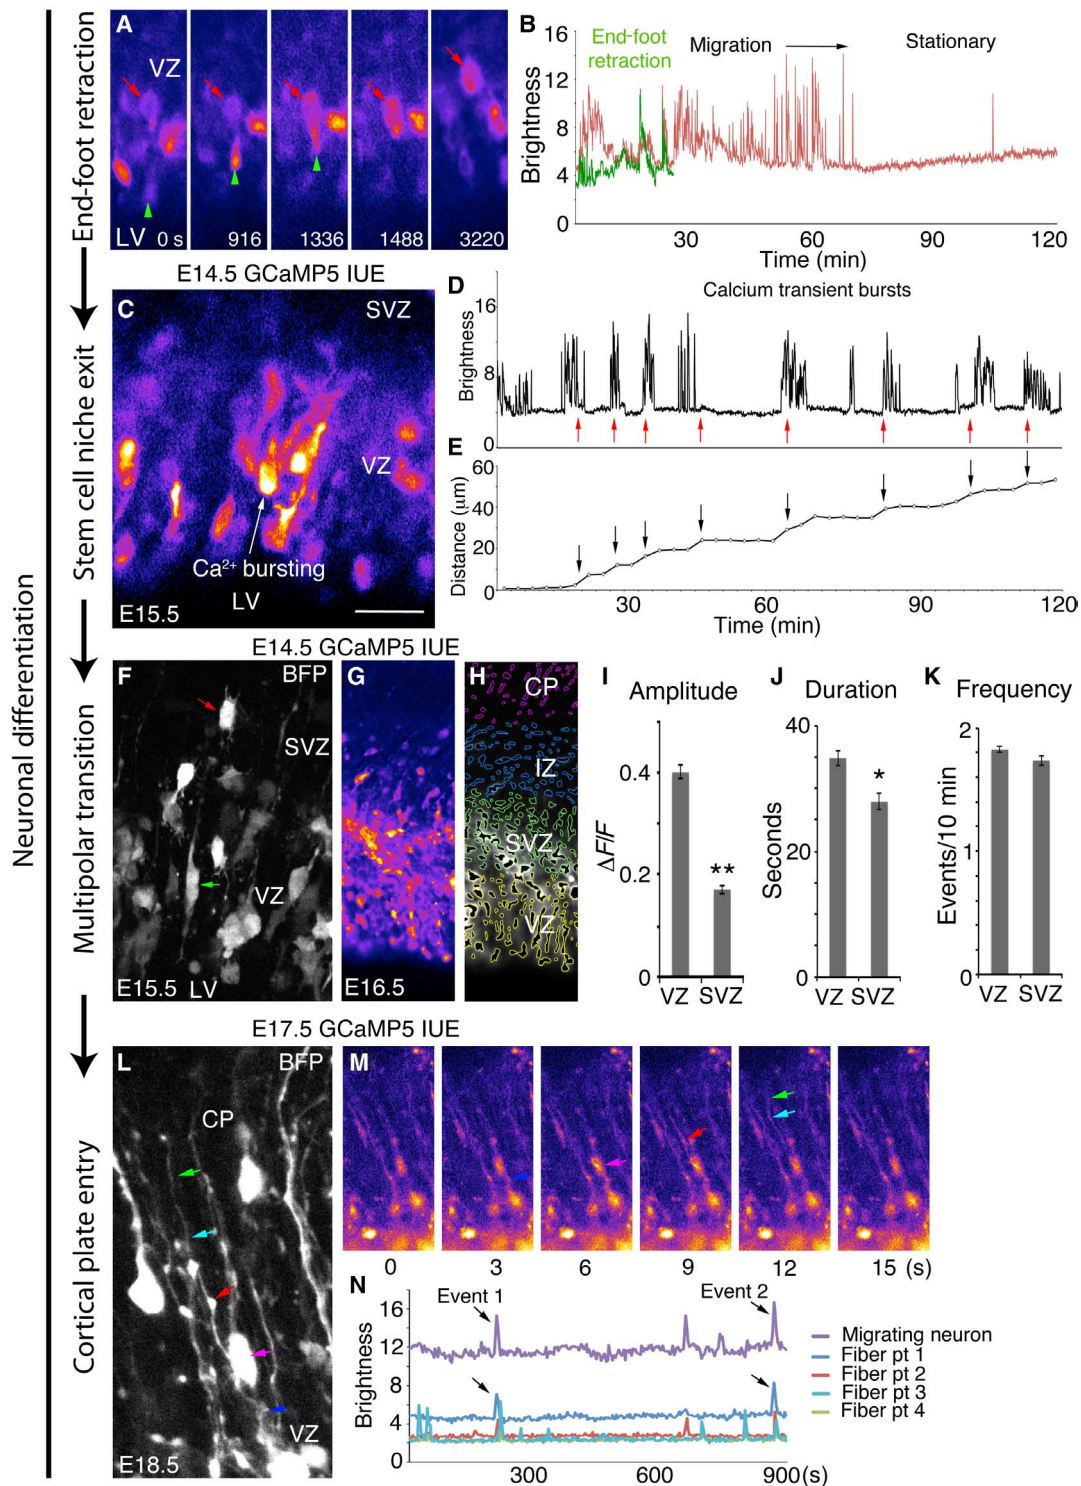 Neuronal differentiation
End-foot retraction
Stem cell niche exit
Multipolar transition
Cortical plate entry
A
VZ
LV
0 s
916
1336
1488
3220
B
16
12
8
4
0
Brightness
End-foot
retraction
Migration
Stationary
30
60
90
120
Time (min)
E14.5 GCaMP5 IUE
C
SVZ
VZ
Ca²⁺ bursting
LV
E15.5
D
Calcium transient bursts
16
8
0
Brightness
E
60
40
20
0
Distance (µm)
30
60
90
120
Time (min)
E14.5 GCaMP5 IUE
F
BFP
SVZ
VZ
E15.5 LV
G
E16.5
H
CP
IZ
SVZ
VZ
I
Amplitude
0.4
0.2
0
ΔF/F
**
VZ SVZ
J
Duration
40
20
0
Seconds
*
VZ SVZ
K
Frequency
2
1
0
Events/10 min
VZ SVZ
E17.5 GCaMP5 IUE
L
BFP
CP
VZ
E18.5
M
0 3 6 9 12 15 (s)
N
Event 1
Event 2
16
12
8
4
0
Brightness
300 600 900(s)
Migrating neuron
Fiber pt 1
Fiber pt 2
Fiber pt 3
Fiber pt 4